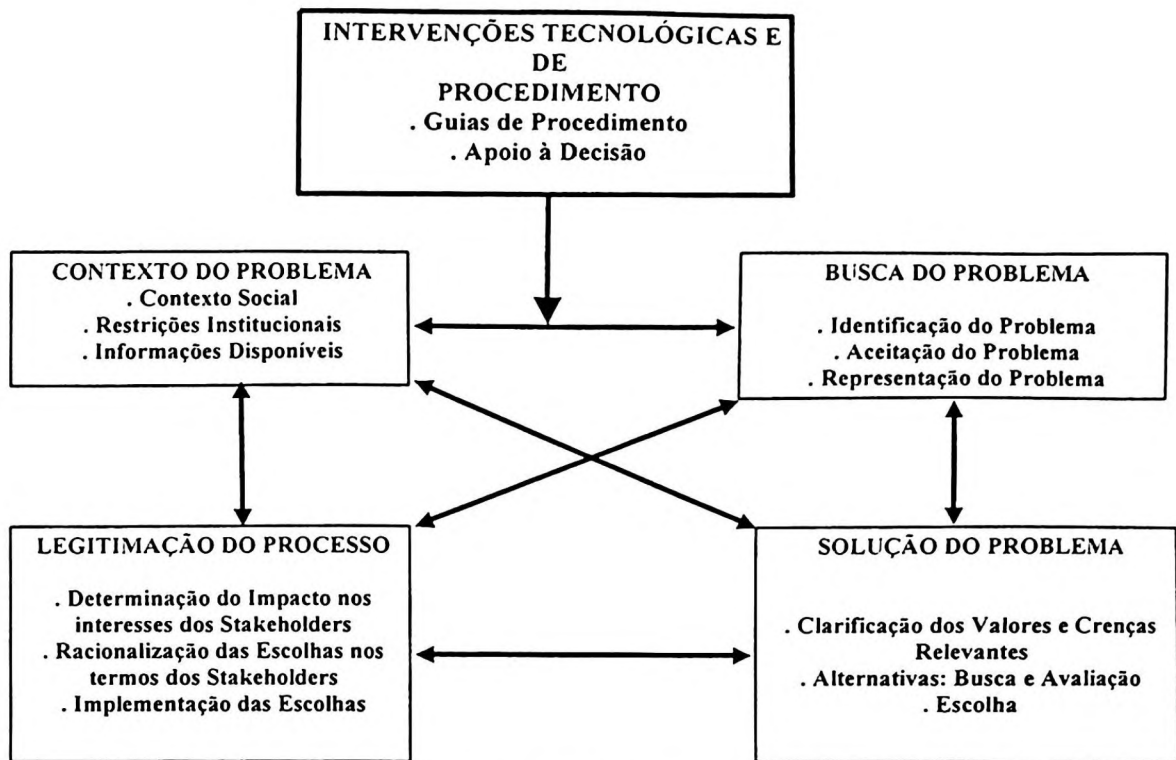 INTERVENÇÕES TECNOLÓGICAS E
DE
PROCEDIMENTO
. Guias de Procedimento
. Apoio à Decisão
CONTEXTO DO PROBLEMA
. Contexto Social
. Restrições Institucionais
. Informações Disponíveis
BUSCA DO PROBLEMA
. Identificação do Problema
. Aceitação do Problema
. Representação do Problema
LEGITIMAÇÃO DO PROCESSO
. Determinação do Impacto nos
interesses dos Stakeholders
. Racionalização das Escolhas nos
termos dos Stakeholders
. Implementação das Escolhas
SOLUÇÃO DO PROBLEMA
. Clarificação dos Valores e Crenças
Relevantes
. Alternativas: Busca e Avaliação
. Escolha